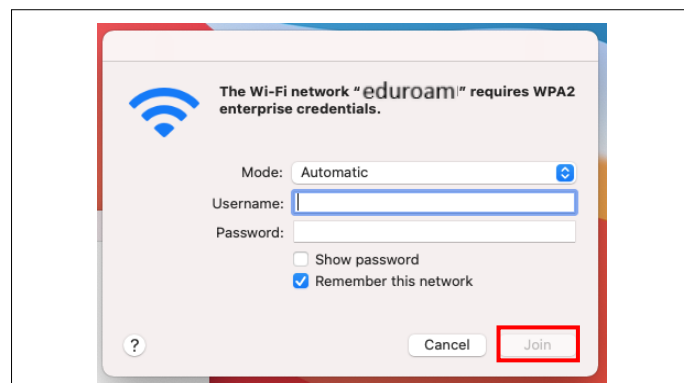 The Wi-Fi network “eduroam” requires WPA2
enterprise credentials.
Mode: Automatic
Username:
Password:
Show password
Remember this network
? Cancel Join